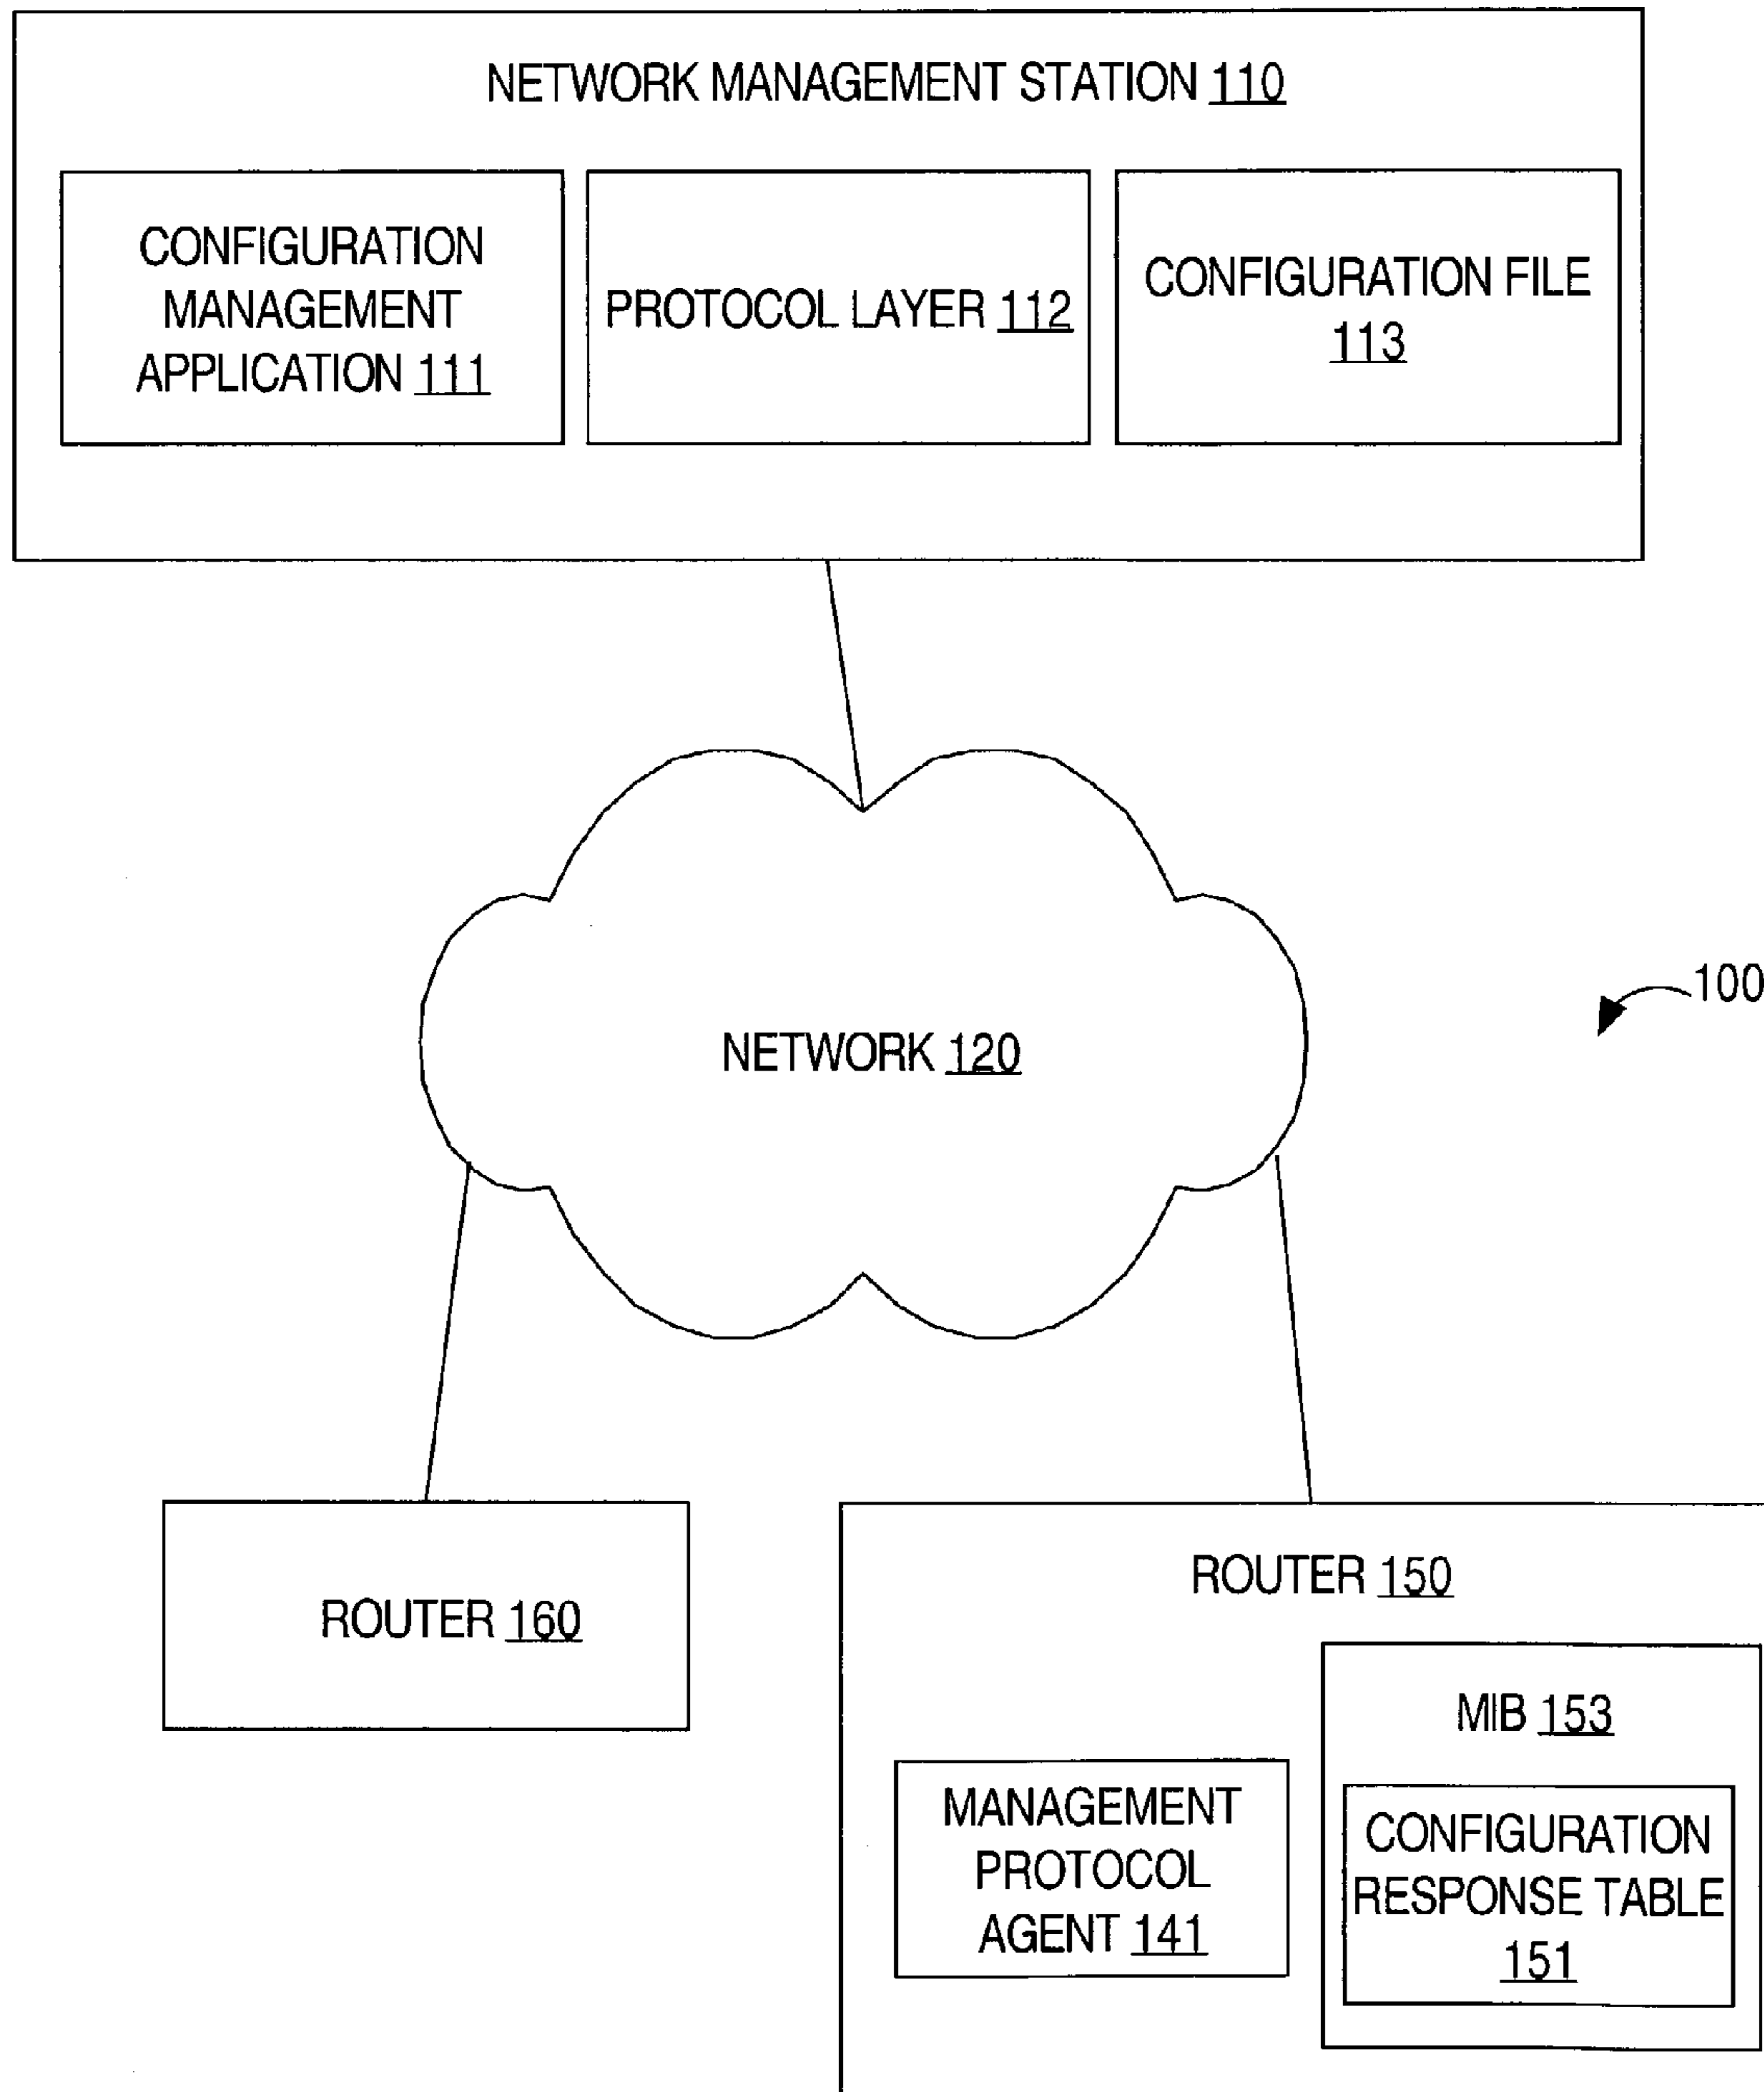 NETWORK MANAGEMENT STATION 110
CONFIGURATION
MANAGEMENT
APPLICATION 111
PROTOCOL LAYER 112
CONFIGURATION FILE
113
100
NETWORK 120
ROUTER 160
ROUTER 150
MIB 153
MANAGEMENT
PROTOCOL
AGENT 141
CONFIGURATION
RESPONSE TABLE
151